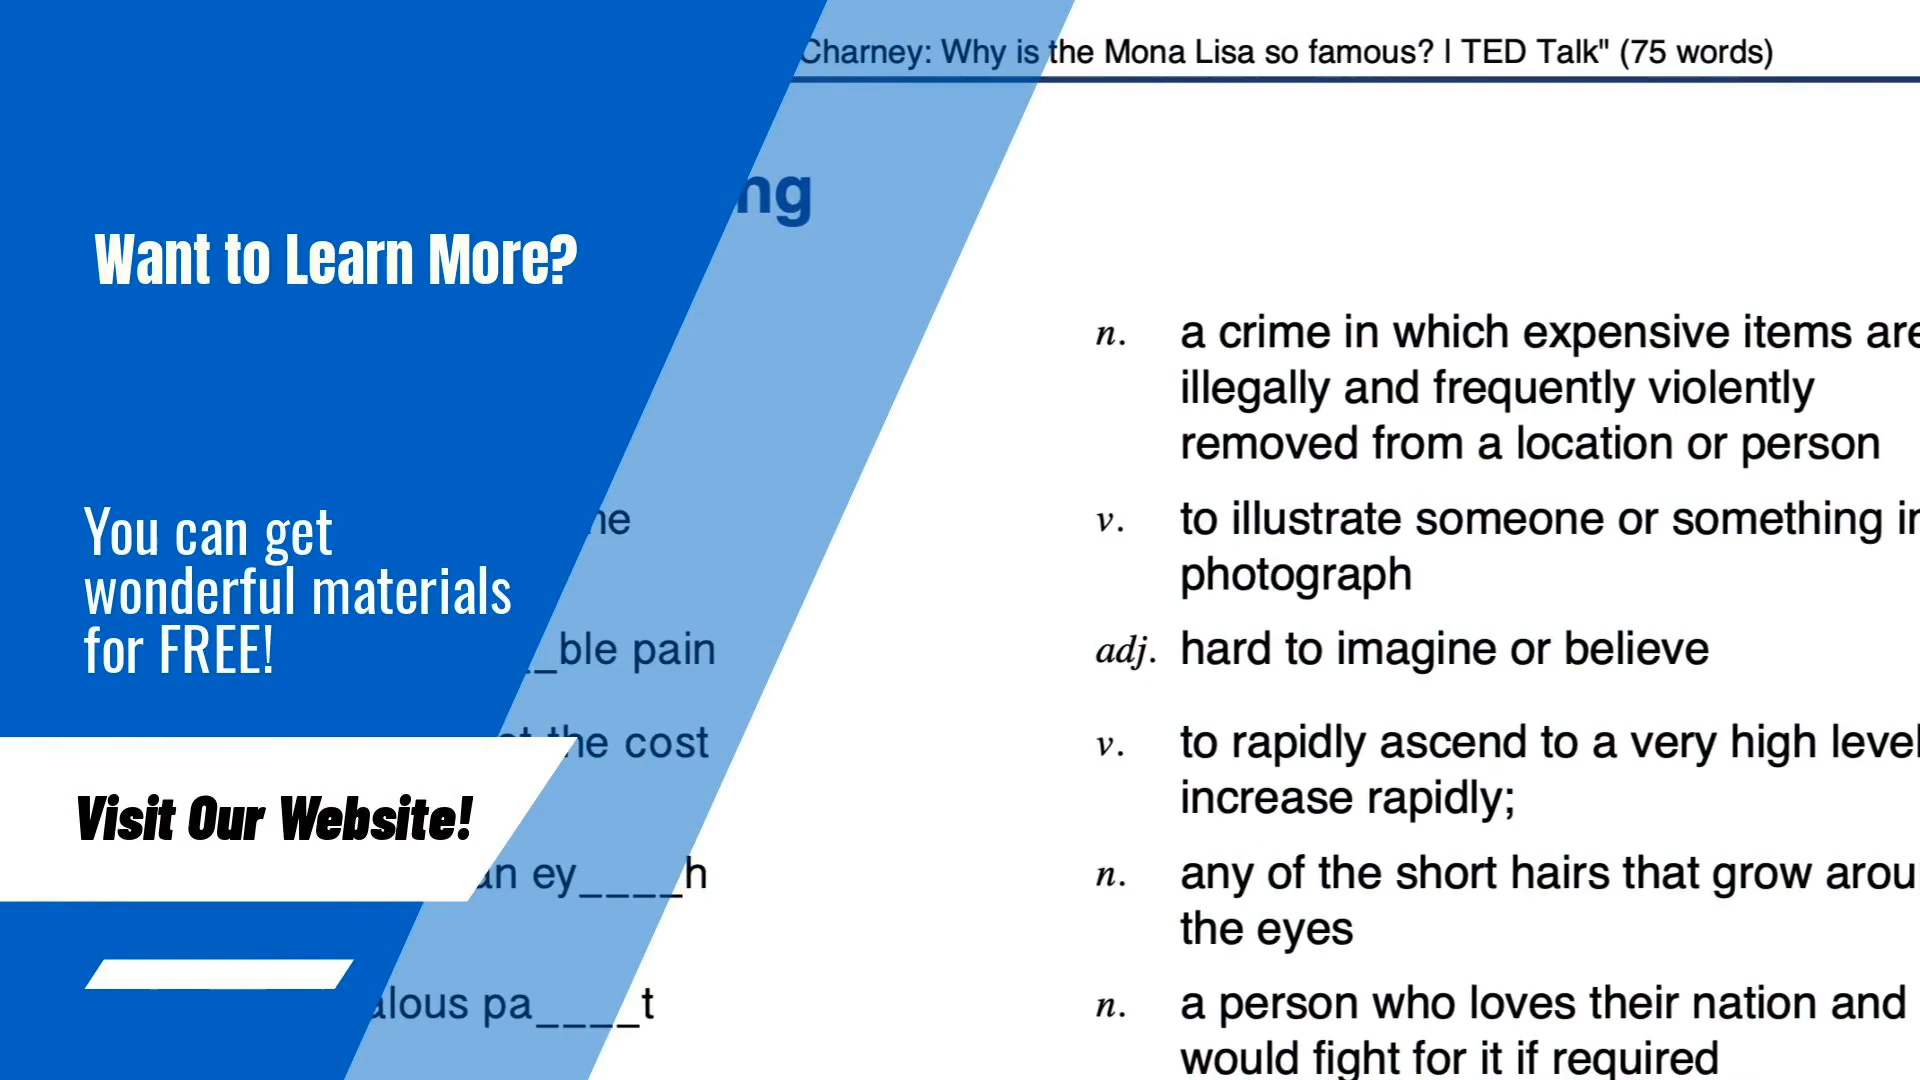 Charney: Why is the Mona Lisa so famous? | TED Talk" (75 words)
ng
Want to Learn More?
You can get
wonderful materials
for FREE!
Visit Our Website!
ne
_ble pain
the cost
an ey____h
alous pa____t
n. a crime in which expensive items are
illegally and frequently violently
removed from a location or person
v. to illustrate someone or something in
photograph
adj. hard to imagine or believe
v. to rapidly ascend to a very high level
increase rapidly;
n. any of the short hairs that grow arou
the eyes
n. a person who loves their nation and
would fight for it if required